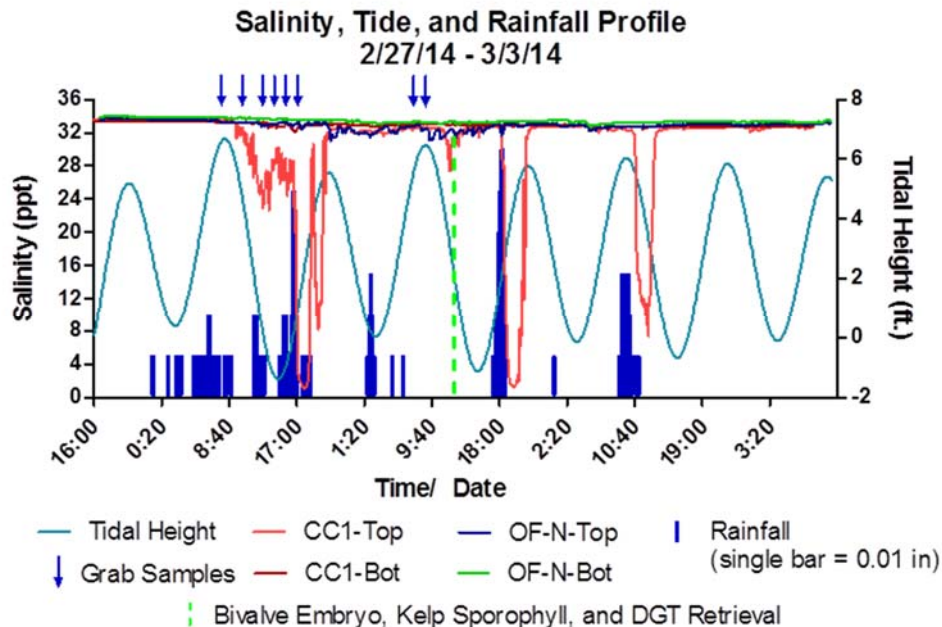 Salinity, Tide, and Rainfall Profile
2/27/14 - 3/3/14
36
32
28
24
20
16
12
8
4
0
Salinity (ppt)
8
6
4
2
0
-2
Tidal Height (ft.)
16:00
0:20
8:40
17:00
1:20
9:40
18:00
2:20
10:40
19:00
3:20
Time/ Date
Tidal Height
CC1-Top
OF-N-Top
Rainfall
(single bar = 0.01 in)
Grab Samples
CC1-Bot
OF-N-Bot
Bivalve Embryo, Kelp Sporophyll, and DGT Retrieval